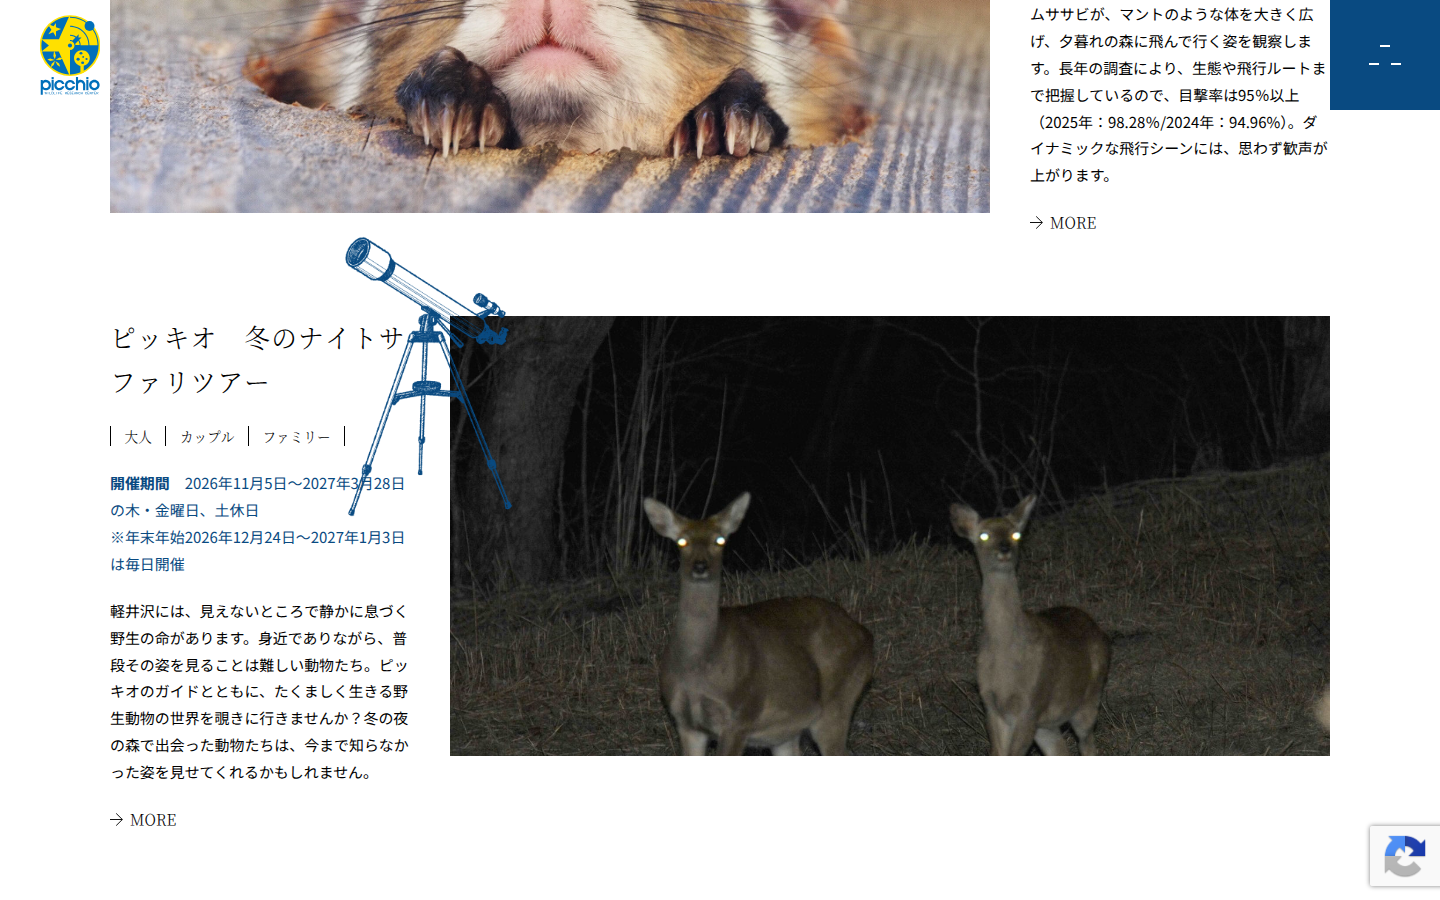 picchio
ムササビが、マントのような体を大きく広
げ、夕暮れの森に飛んで行く姿を観察しま
す。長年の調査により、生態や飛行ルートま
で把握しているので、目撃率は95%以上
（2025年：98.28%/2024年：94.96%）。ダ
イナミックな飛行シーンには、思わず歓声が
上がります。
MORE
ピッキオ　冬のナイトサ
ファリツアー
大人
カップル
ファミリー
開催期間　2026年11月5日～2027年3月28日
の木・金曜日、土休日
※年末年始2026年12月24日～2027年1月3日
は毎日開催
軽井沢には、見えないところで静かに息づく
野生の命があります。身近でありながら、普
段その姿を見ることは難しい動物たち。ピッ
キオのガイドとともに、たくましく生きる野
生動物の世界を覗きに行きませんか？冬の夜
の森で出会った動物たちは、今まで知らなか
った姿を見せてくれるかもしれません。
MORE